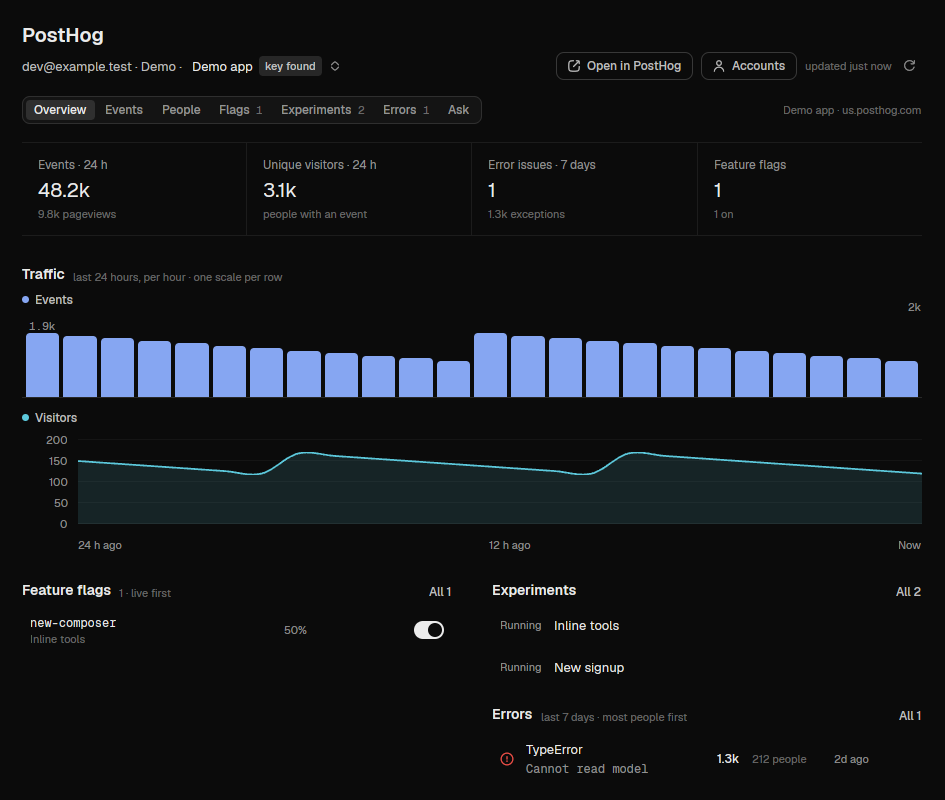 PostHog
dev@example.test · Demo · Demo app key found
Open in PostHog Accounts updated just now
Overview Events People Flags 1 Experiments 2 Errors 1 Ask
Demo app · us.posthog.com
Events · 24 h
48.2k
9.8k pageviews
Unique visitors · 24 h
3.1k
people with an event
Error issues · 7 days
1
1.3k exceptions
Feature flags
1
1 on
Traffic last 24 hours, per hour · one scale per row
Events
2k
1.9k
Visitors
200
150
100
50
0
24 h ago 12 h ago Now
Feature flags 1 · live first All 1
new-composer
Inline tools
50%
Experiments All 2
Running Inline tools
Running New signup
Errors last 7 days · most people first All 1
TypeError
Cannot read model
1.3k 212 people 2d ago